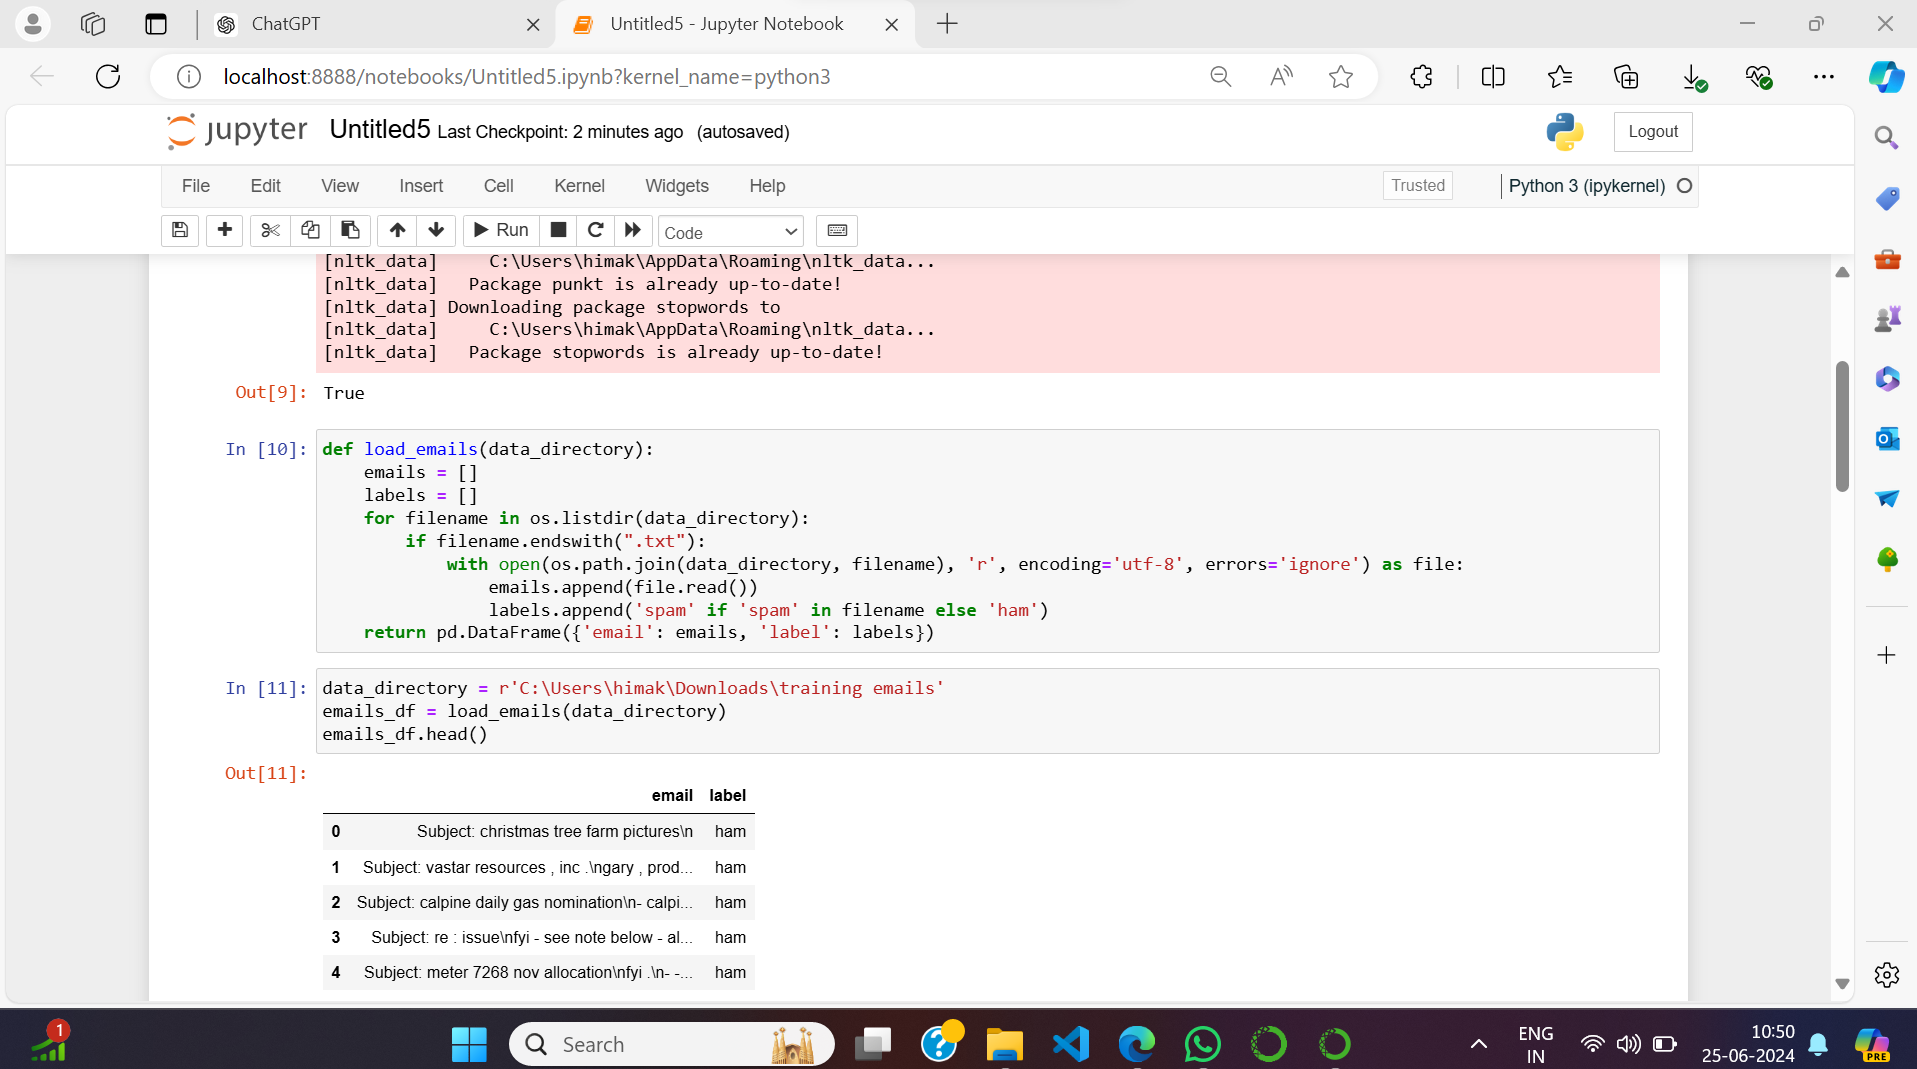 ChatGPT
Untitled5 - Jupyter Notebook
localhost:8888/notebooks/Untitled5.ipynb?kernel_name=python3
jupyter Untitled5 Last Checkpoint: 2 minutes ago (autosaved)
Logout
File Edit View Insert Cell Kernel Widgets Help
Trusted
Python 3 (ipykernel)
Run
Code
[nltk_data]     C:\Users\himak\AppData\Roaming\nltk_data...
[nltk_data]   Package punkt is already up-to-date!
[nltk_data] Downloading package stopwords to
[nltk_data]     C:\Users\himak\AppData\Roaming\nltk_data...
[nltk_data]   Package stopwords is already up-to-date!
Out[9]: True
In [10]: def load_emails(data_directory):
    emails = []
    labels = []
    for filename in os.listdir(data_directory):
        if filename.endswith(".txt"):
            with open(os.path.join(data_directory, filename), 'r', encoding='utf-8', errors='ignore') as file:
                emails.append(file.read())
                labels.append('spam' if 'spam' in filename else 'ham')
    return pd.DataFrame({'email': emails, 'label': labels})
In [11]: data_directory = r'C:\Users\himak\Downloads\training emails'
emails_df = load_emails(data_directory)
emails_df.head()
Out[11]:
email label
0 Subject: christmas tree farm pictures\n ham
1 Subject: vastar resources , inc .\ngary , prod... ham
2 Subject: calpine daily gas nomination\n- calpi... ham
3 Subject: re : issue\nfyi - see note below - al... ham
4 Subject: meter 7268 nov allocation\nfyi .\n- -... ham
1
Search
ENG
IN
10:50
25-06-2024
PRE